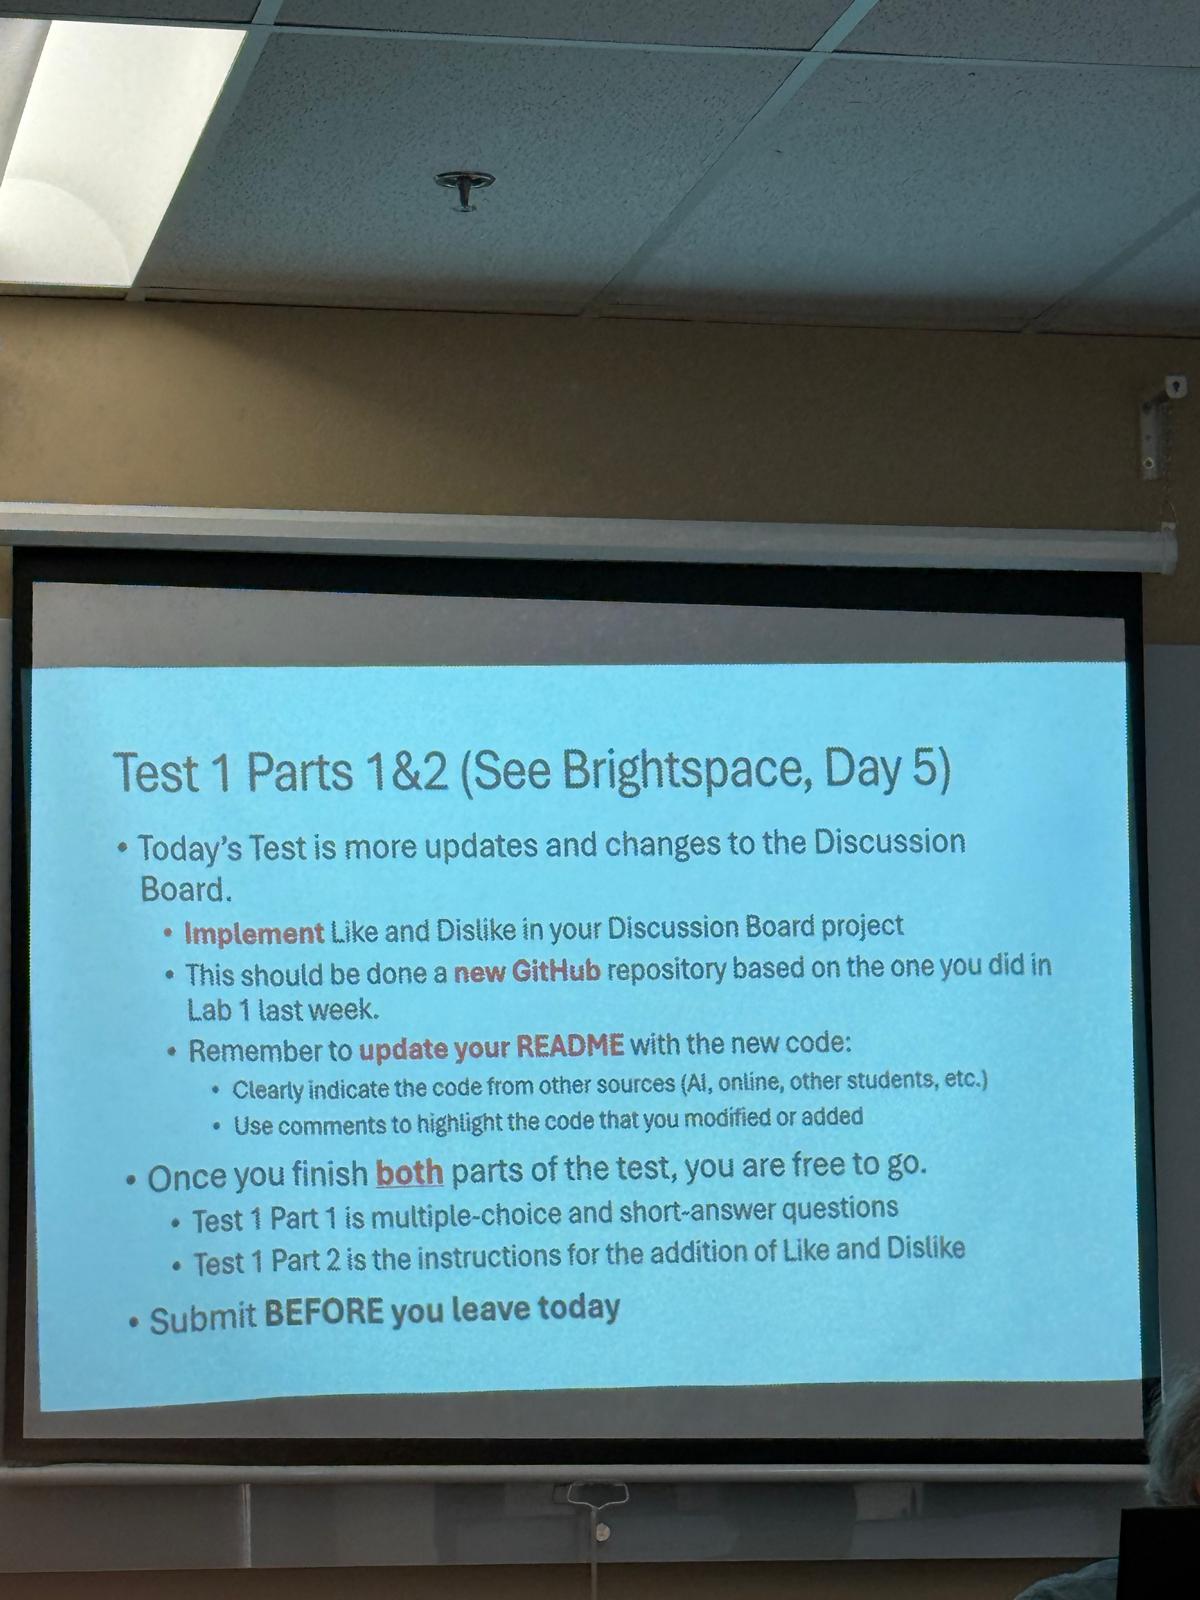 Test 1 Parts 1&2 (See Brightspace, Day 5)
• Today's Test is more updates and changes to the Discussion
Board.
• Implement Like and Dislike in your Discussion Board project
• This should be done a new GitHub repository based on the one you did in
Lab 1 last week.
• Remember to update your README with the new code:
• Clearly indicate the code from other sources (AI, online, other students, etc.)
• Use comments to highlight the code that you modified or added
• Once you finish both parts of the test, you are free to go.
• Test 1 Part 1 is multiple-choice and short-answer questions
• Test 1 Part 2 is the instructions for the addition of Like and Dislike
• Submit BEFORE you leave today